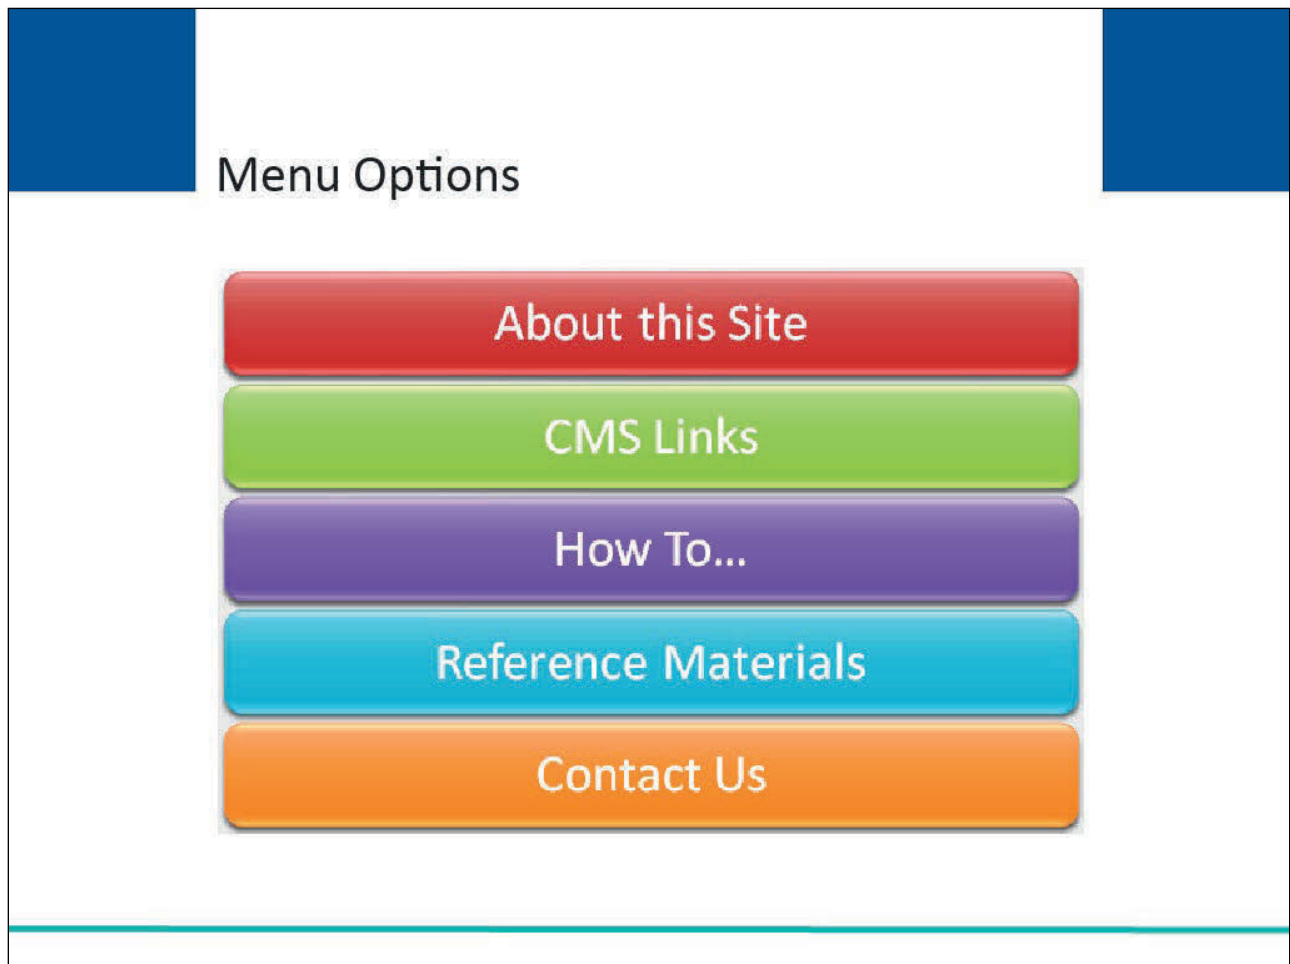 Menu Options
About this Site
CMS Links
How To...
Reference Materials
Contact Us